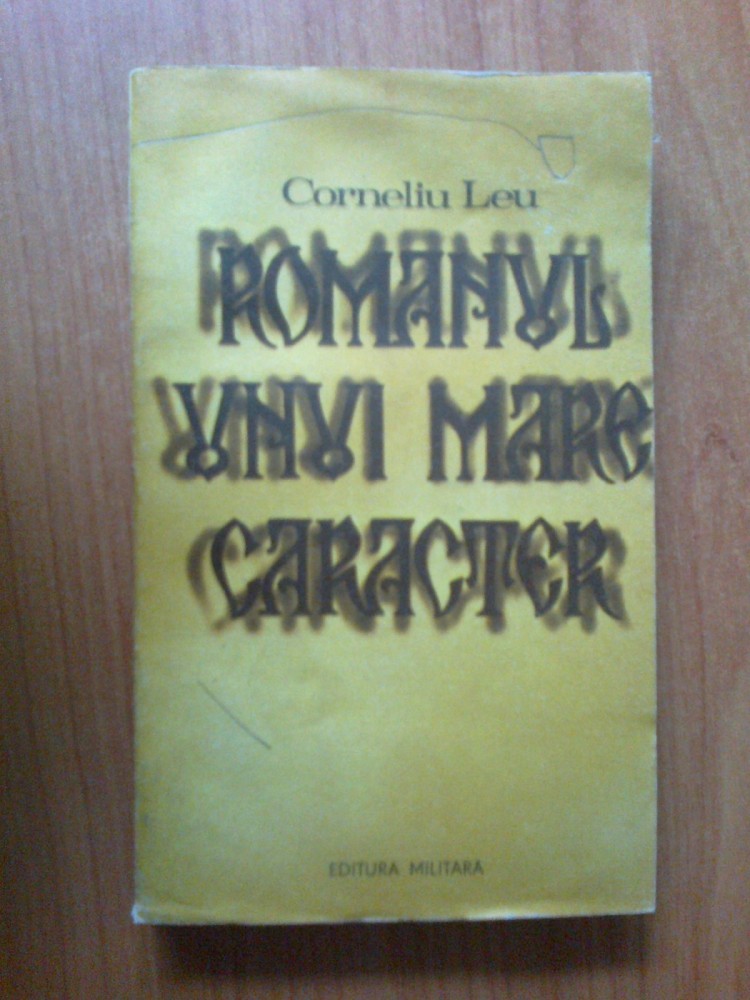 Corneliu Leu
ROMANUL
UNUI MARE
CARACTER
EDITURA MILITARA